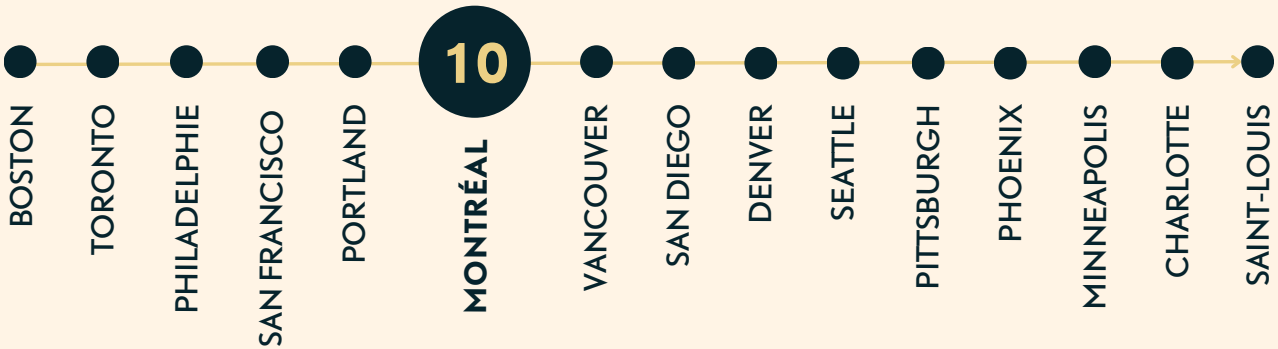 10
BOSTON
TORONTO
PHILADELPHIE
SAN FRANCISCO
PORTLAND
MONTRÉAL
VANCOUVER
SAN DIEGO
DENVER
SEATTLE
PITTSBURGH
PHOENIX
MINNEAPOLIS
CHARLOTTE
SAINT-LOUIS